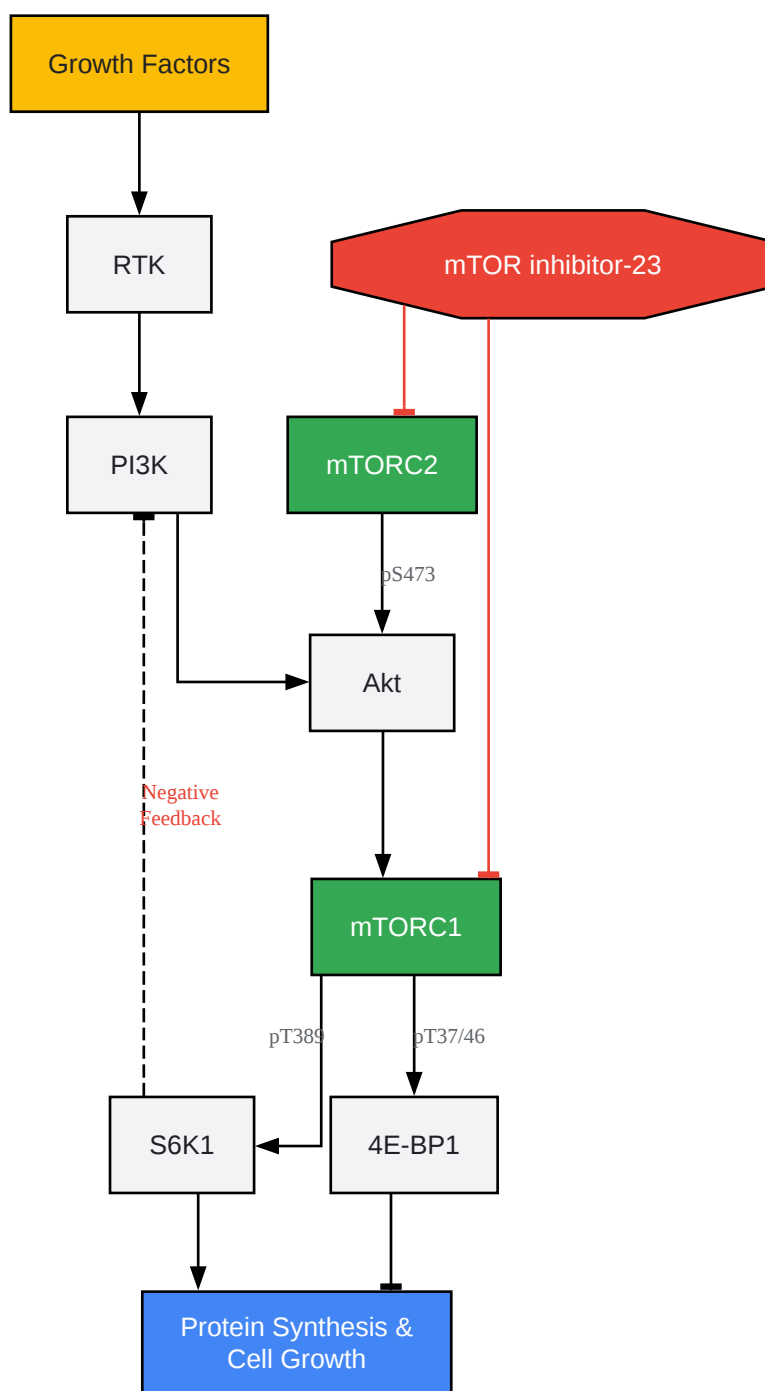 Growth Factors
RTK
mTOR inhibitor-23
PI3K
mTORC2
pS473
Akt
Negative
Feedback
mTORC1
pT389
pT37/46
S6K1
4E-BP1
Protein Synthesis &
Cell Growth